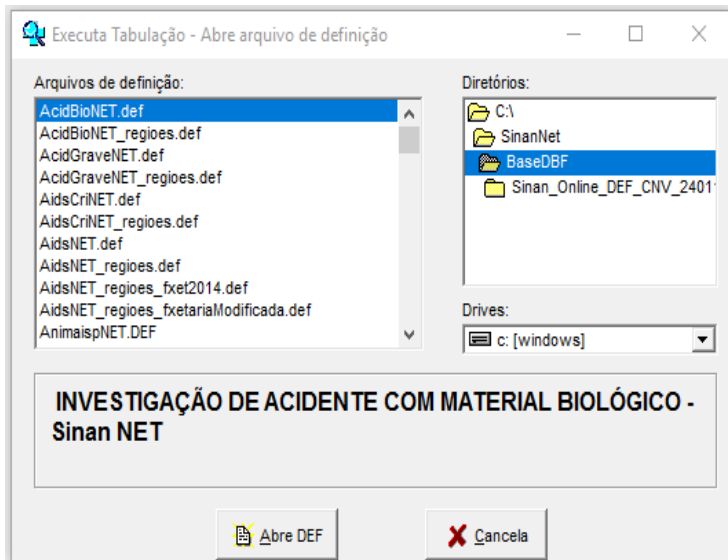 Executa Tabulação - Abre arquivo de definição
Arquivos de definição:
AcidBioNET.def
AcidBioNET_regioes.def
AcidGraveNET.def
AcidGraveNET_regioes.def
AidsCriNET.def
AidsCriNET_regioes.def
AidsNET.def
AidsNET_regioes.def
AidsNET_regioes_fxet2014.def
AidsNET_regioes_fxetariaModificada.def
AnimaispNET.DEF
Diretórios:
C:\
SinanNet
BaseDBF
Sinan_Online_DEF_CNV_2401
Drives:
c: [windows]
INVESTIGAÇÃO DE ACIDENTE COM MATERIAL BIOLÓGICO -
Sinan NET
Abre DEF
Cancela